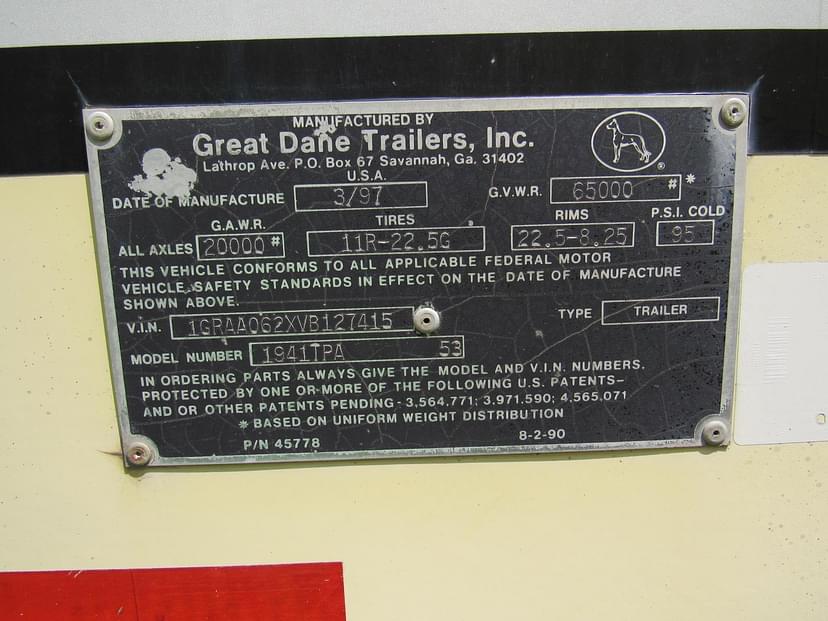 MANUFACTURED BY
Great Dane Trailers, Inc.
Lathrop Ave. P.O. Box 67 Savannah, Ga. 31402
U.S.A.
®
DATE OF MANUFACTURE 3/97 G.V.W.R. 65000 # *
G.A.W.R. TIRES RIMS P.S.I. COLD
ALL AXLES 20000 # 11R-22.5G 22.5-8.25 95
THIS VEHICLE CONFORMS TO ALL APPLICABLE FEDERAL MOTOR
VEHICLE SAFETY STANDARDS IN EFFECT ON THE DATE OF MANUFACTURE
SHOWN ABOVE.
V.I.N. 1GRAA062XVB127415 TYPE TRAILER
MODEL NUMBER 1941TPA 53
IN ORDERING PARTS ALWAYS GIVE THE MODEL AND V.I.N. NUMBERS.
PROTECTED BY ONE OR MORE OF THE FOLLOWING U.S. PATENTS-
AND OR OTHER PATENTS PENDING - 3,564,771; 3,971,590; 4,565,071
* BASED ON UNIFORM WEIGHT DISTRIBUTION
P/N 45778 8-2-90